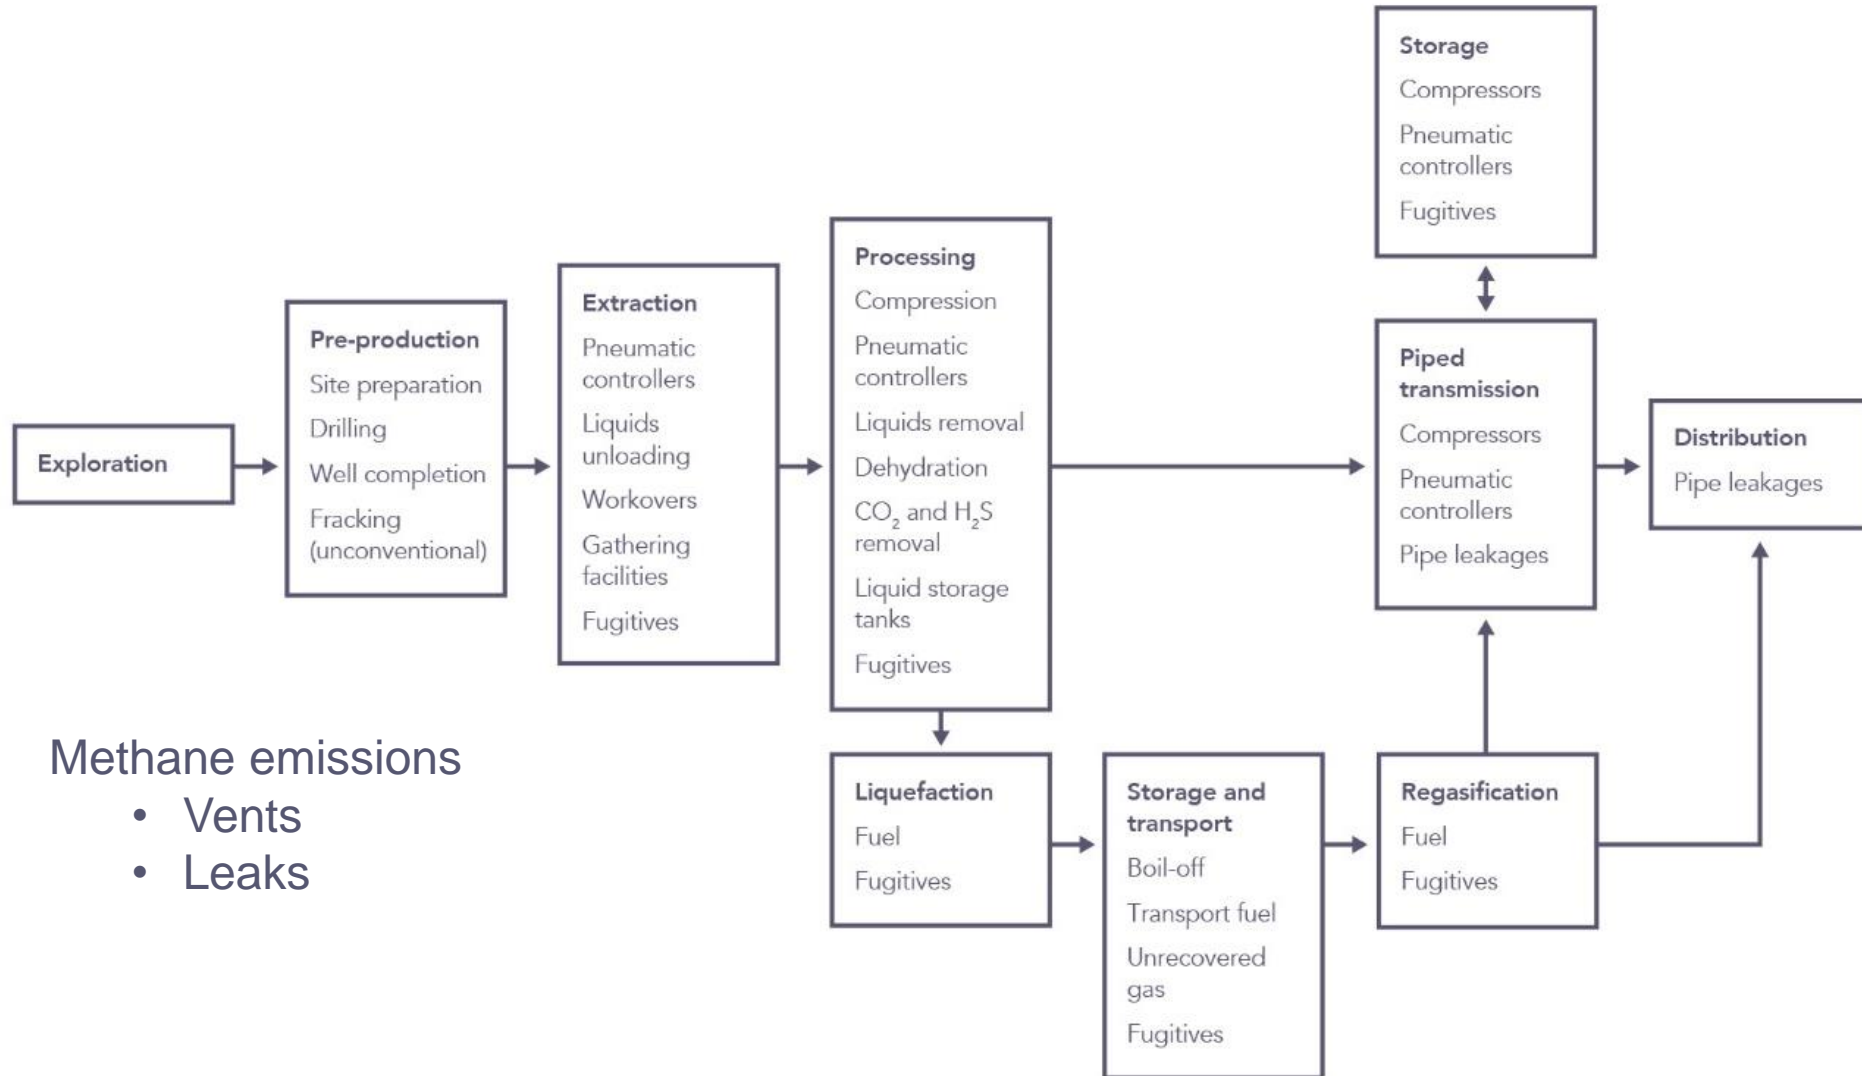 Exploration
Pre-production
Site preparation
Drilling
Well completion
Fracking
(unconventional)
Extraction
Pneumatic
controllers
Liquids
unloading
Workovers
Gathering
facilities
Fugitives
Processing
Compression
Pneumatic
controllers
Liquids removal
Dehydration
CO₂ and H₂S
removal
Liquid storage
tanks
Fugitives
Storage
Compressors
Pneumatic
controllers
Fugitives
Piped
transmission
Compressors
Pneumatic
controllers
Pipe leakages
Distribution
Pipe leakages
Liquefaction
Fuel
Fugitives
Storage and
transport
Boil-off
Transport fuel
Unrecovered
gas
Fugitives
Regasification
Fuel
Fugitives
Methane emissions
• Vents
• Leaks